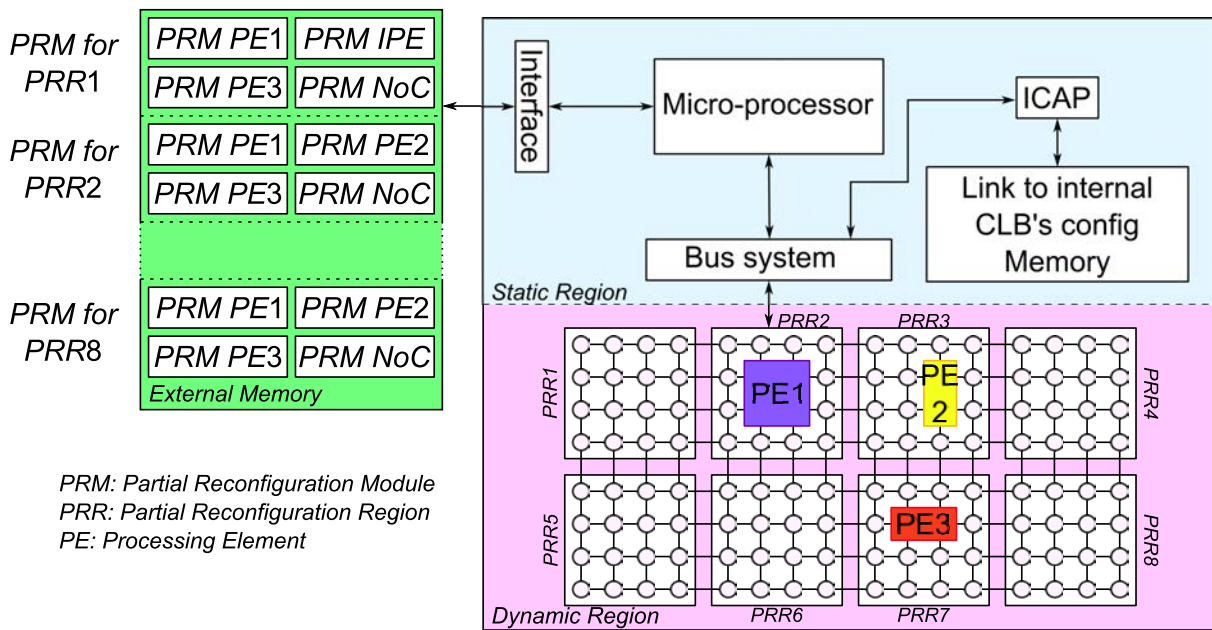 PRM for
PRR1
PRM PE1
PRM IPE
PRM PE3
PRM NoC
PRM for
PRR2
PRM PE1
PRM PE2
PRM PE3
PRM NoC
PRM for
PRR8
PRM PE1
PRM PE2
PRM PE3
PRM NoC
External Memory
PRM: Partial Reconfiguration Module
PRR: Partial Reconfiguration Region
PE: Processing Element
Interface
Micro-processor
ICAP
Link to internal
CLB's config
Memory
Bus system
Static Region
PRR2
PRR3
PRR1
PE1
PE
2
PRR4
PRR5
PE3
PRR8
PRR6
PRR7
Dynamic Region